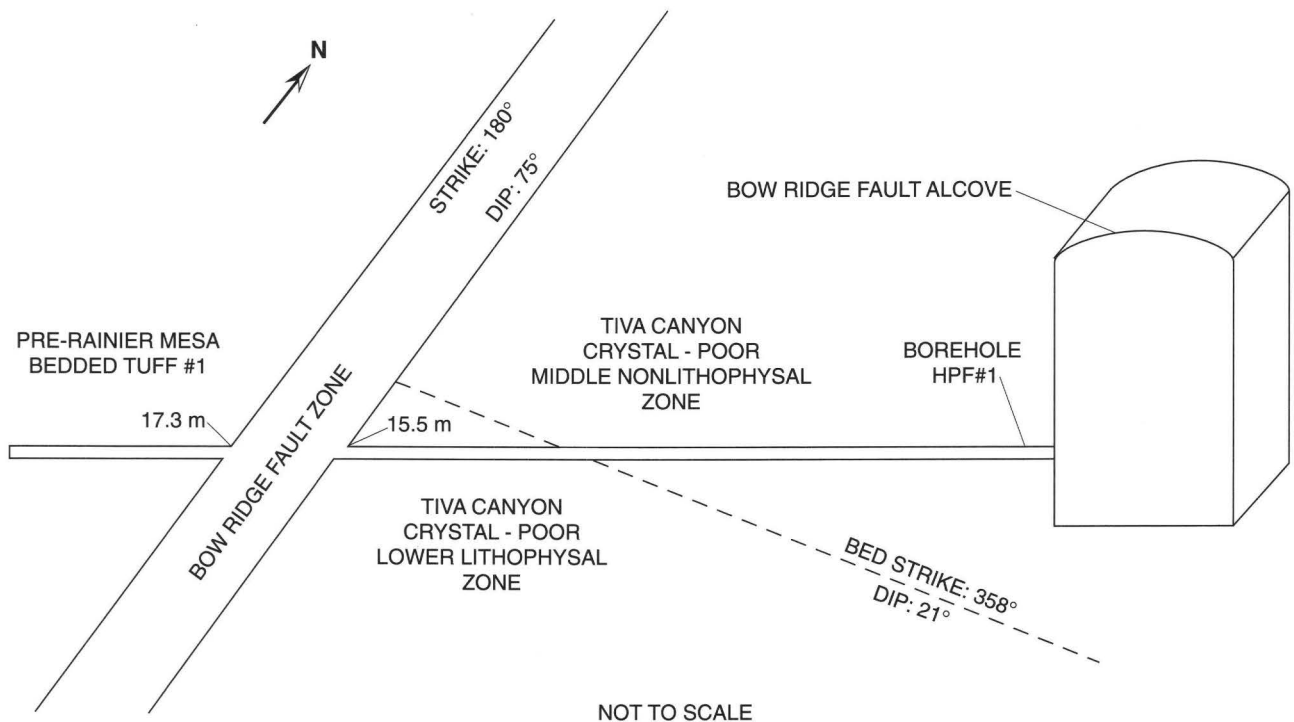 N
STRIKE: 180°
DIP: 75°
BOW RIDGE FAULT ALCOVE
PRE-RAINIER MESA
BEDDED TUFF #1
TIVA CANYON
CRYSTAL - POOR
MIDDLE NONLITHOPHYSAL
ZONE
BOREHOLE
HPF#1
17.3 m
15.5 m
BOW RIDGE FAULT ZONE
TIVA CANYON
CRYSTAL - POOR
LOWER LITHOPHYSAL
ZONE
BED STRIKE: 358°
DIP: 21°
NOT TO SCALE